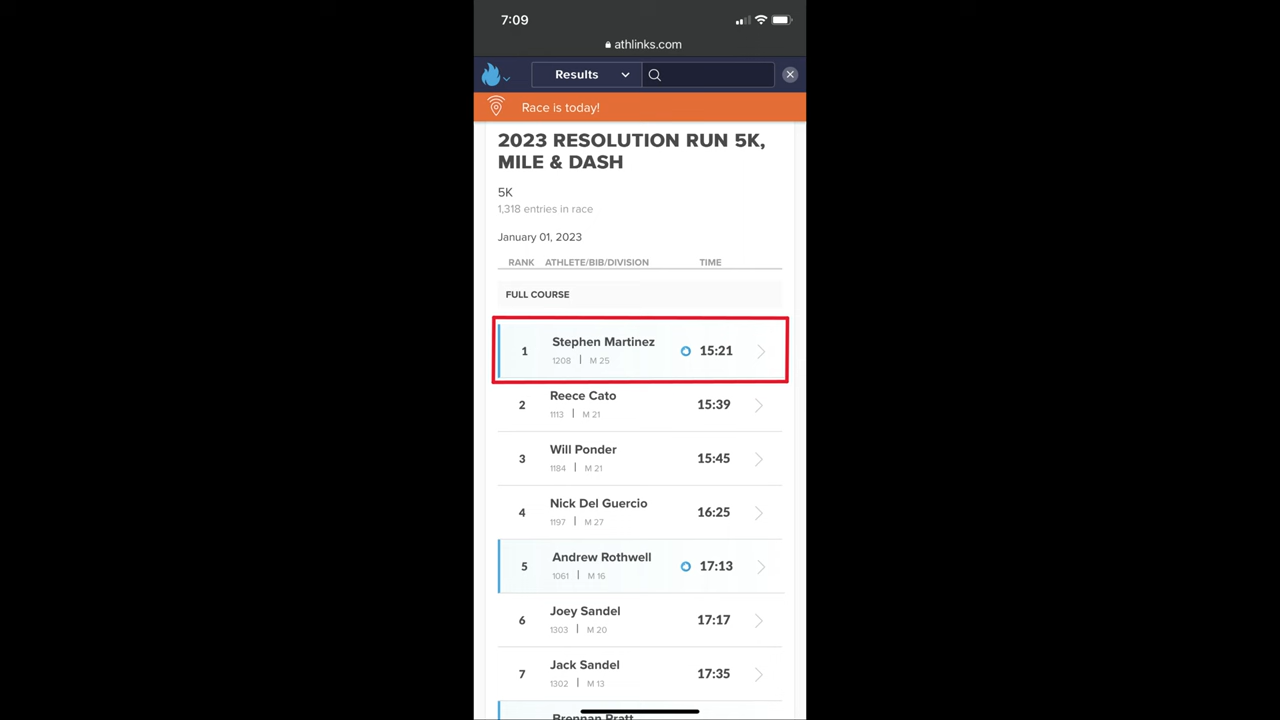 7:09
athlinks.com
Results
Race is today!
2023 RESOLUTION RUN 5K,
MILE & DASH
5K
1,318 entries in race
January 01, 2023
RANK ATHLETE/BIB/DIVISION TIME
FULL COURSE
1 Stephen Martinez 15:21
1208 | M 25
2 Reece Cato 15:39
1113 | M 21
3 Will Ponder 15:45
1184 | M 21
4 Nick Del Guercio 16:25
1197 | M 27
5 Andrew Rothwell 17:13
1061 | M 16
6 Joey Sandel 17:17
1303 | M 20
7 Jack Sandel 17:35
1302 | M 13
Brennan Pratt